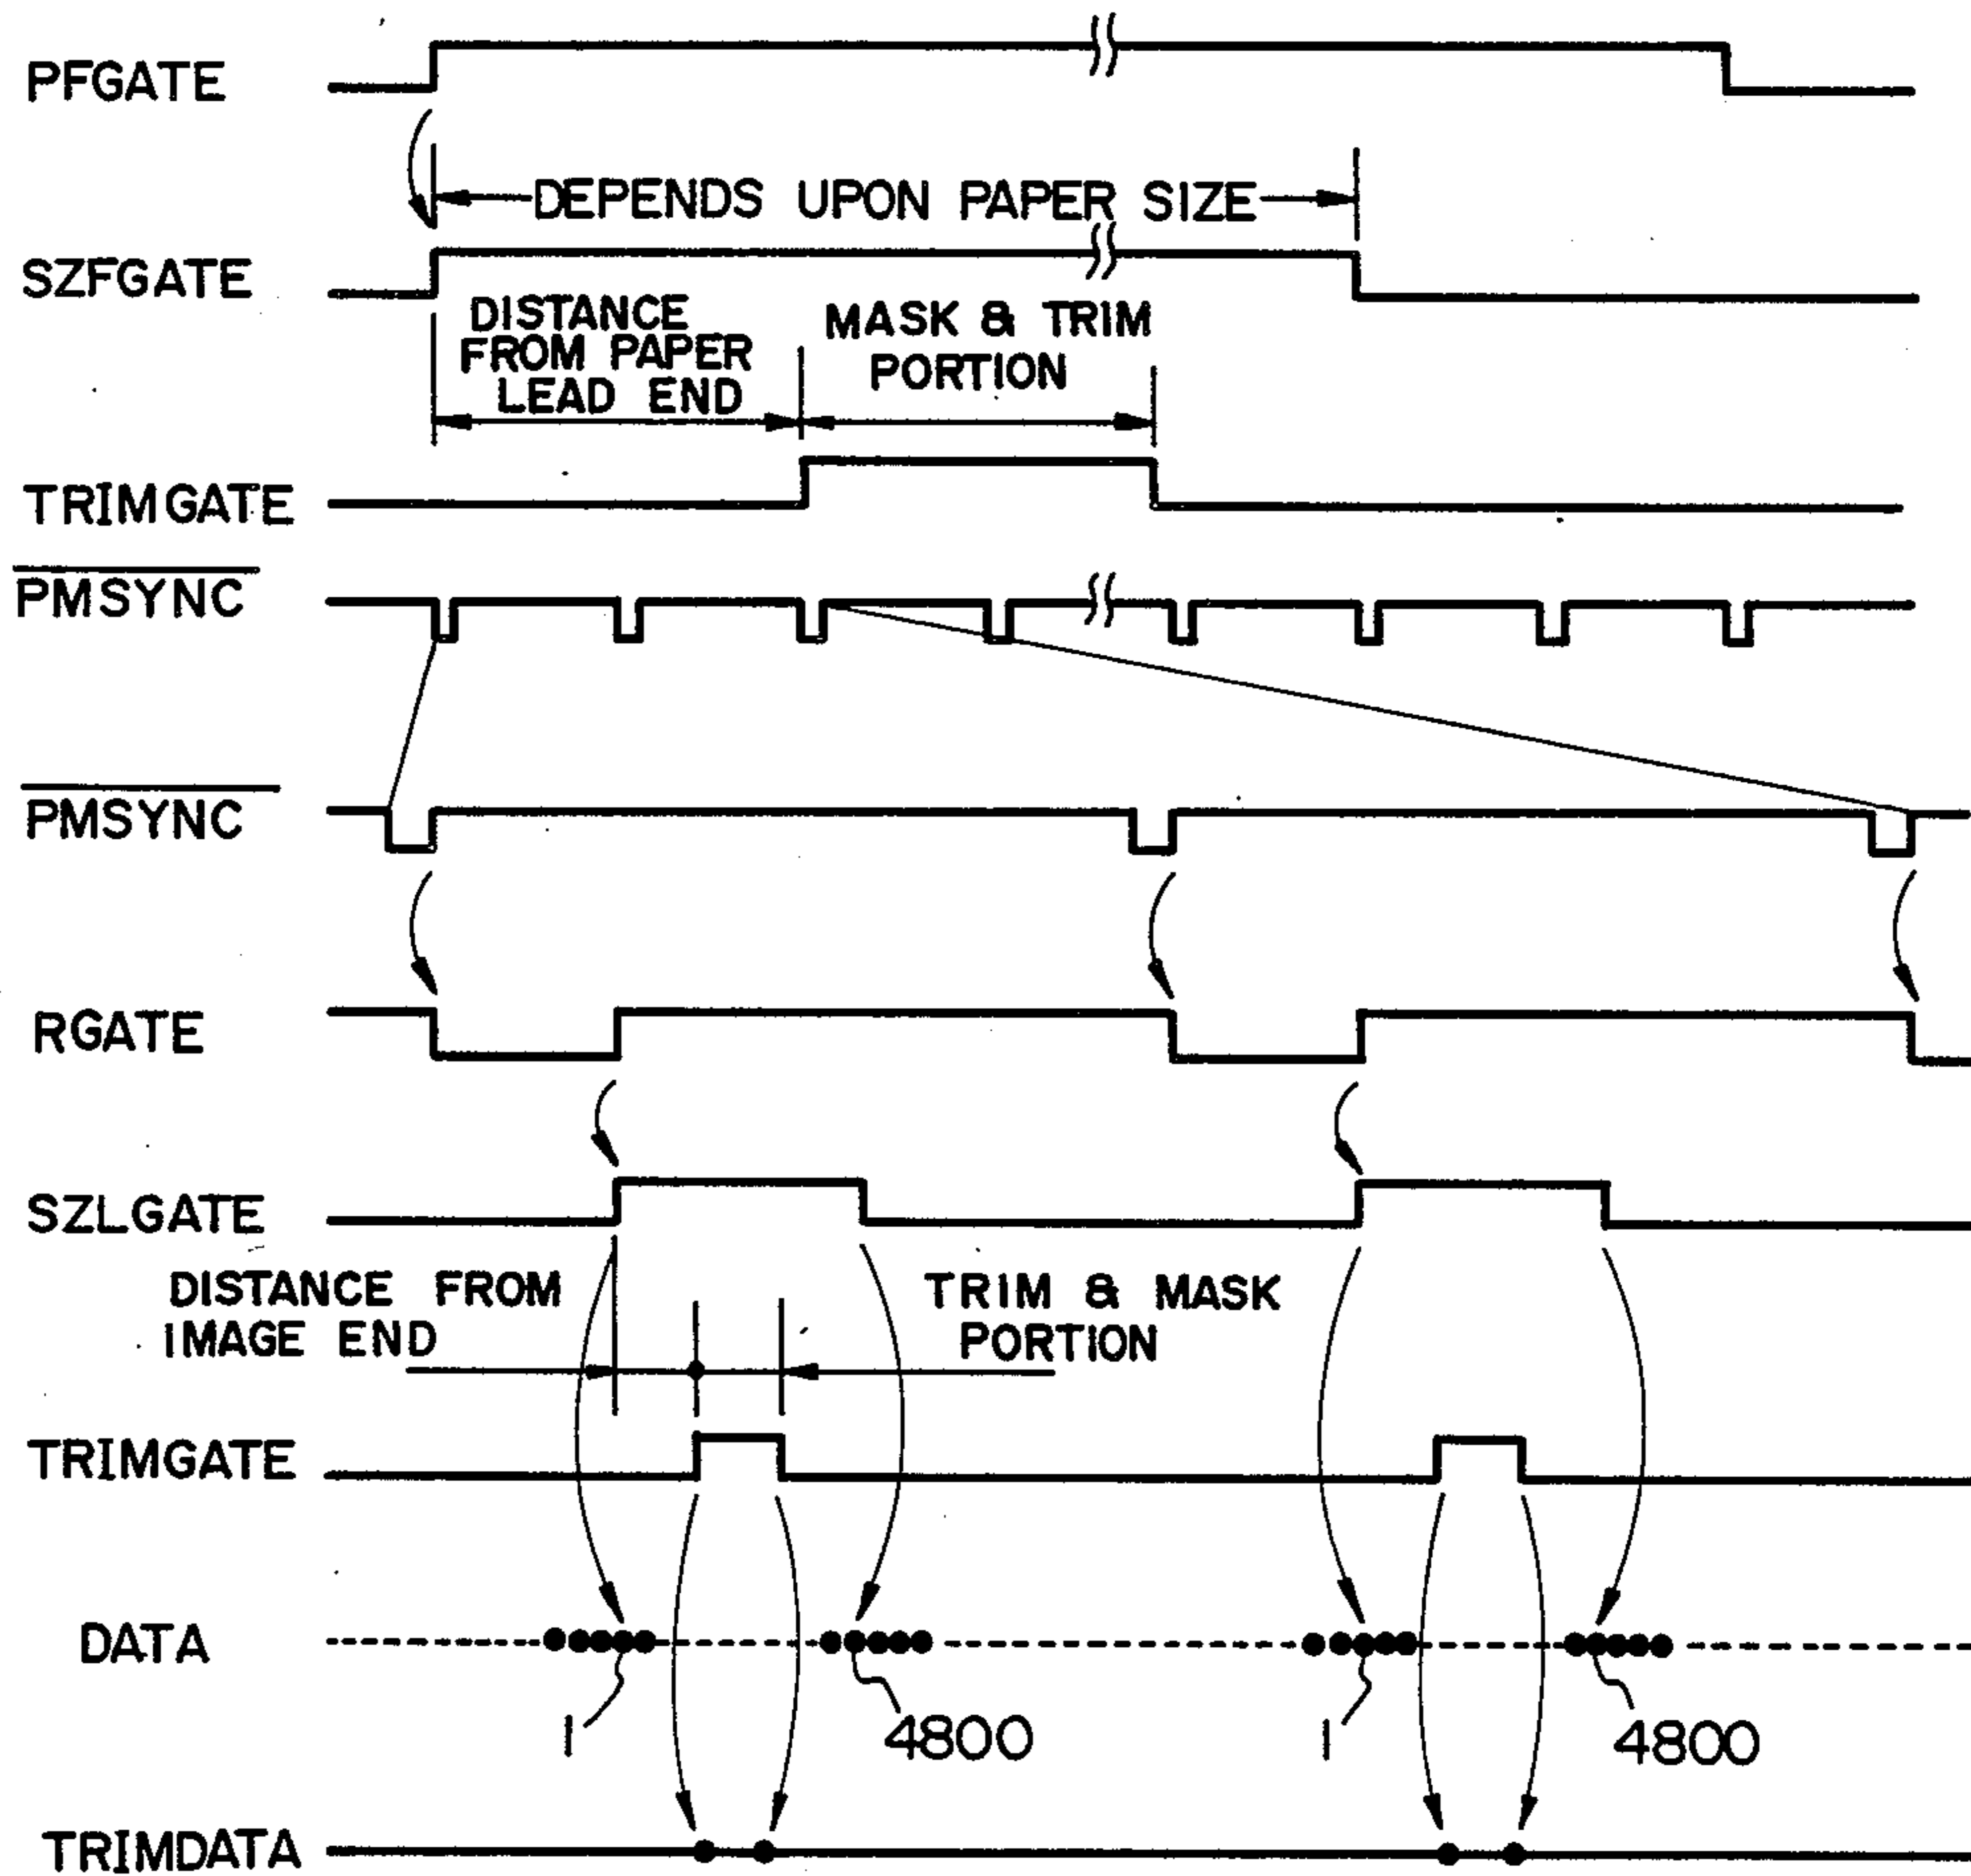 PFGATE
DEPENDS UPON PAPER SIZE
SZFGATE
DISTANCE
FROM PAPER
LEAD END
MASK & TRIM
PORTION
TRIMGATE
PMSYNC
PMSYNC
RGATE
SZLGATE
DISTANCE FROM
IMAGE END
TRIM & MASK
PORTION
TRIMGATE
DATA
1
4800
1
4800
TRIMDATA